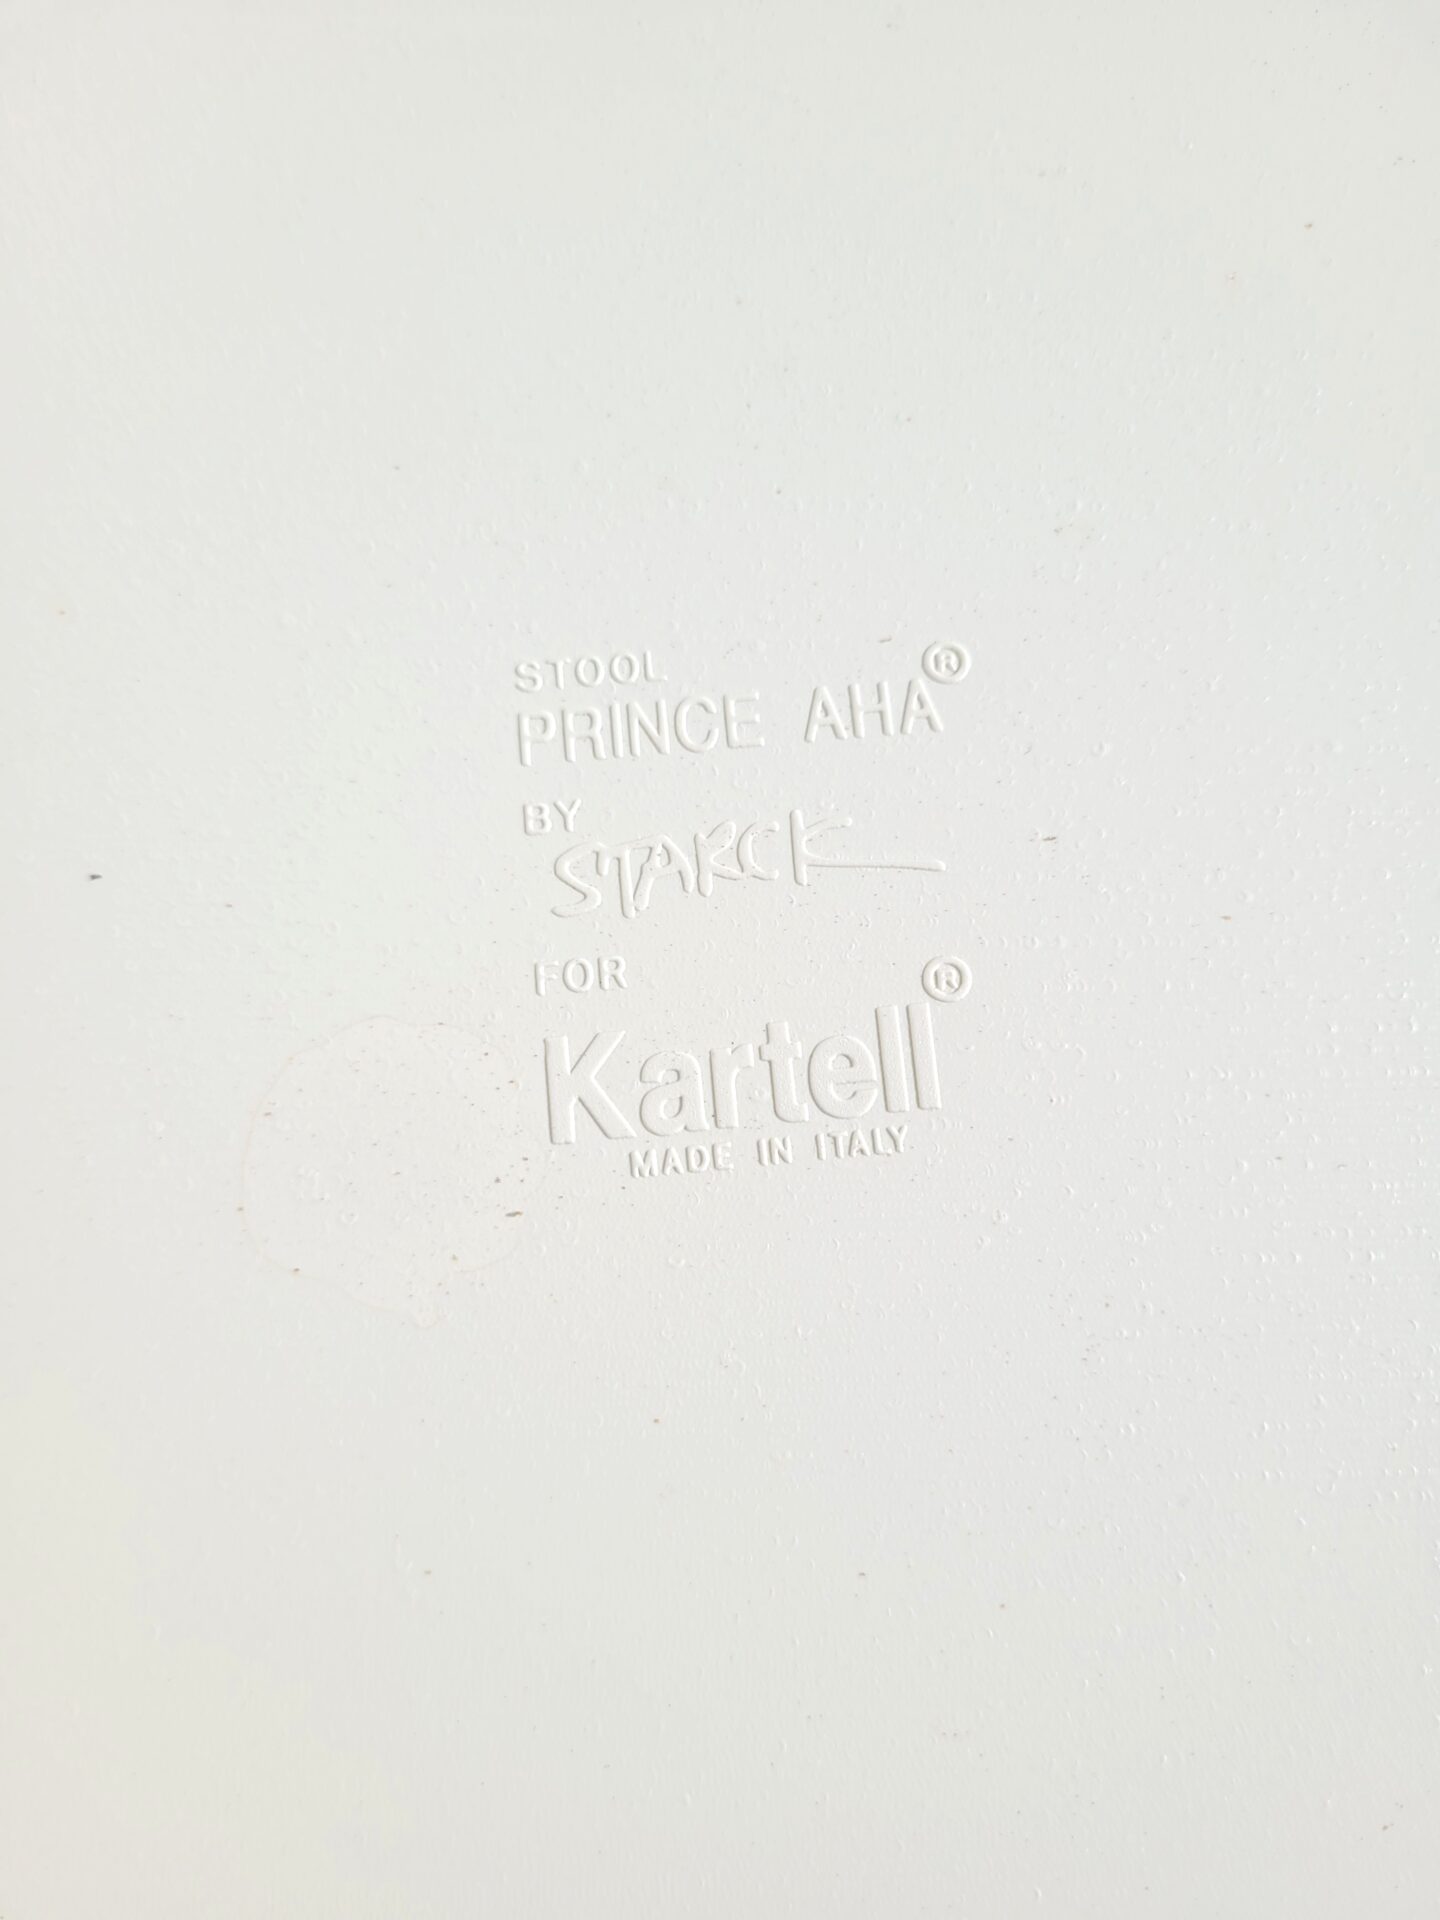 STOOL
PRINCE AHA®
BY
STARCK
FOR
Kartell®
MADE IN ITALY